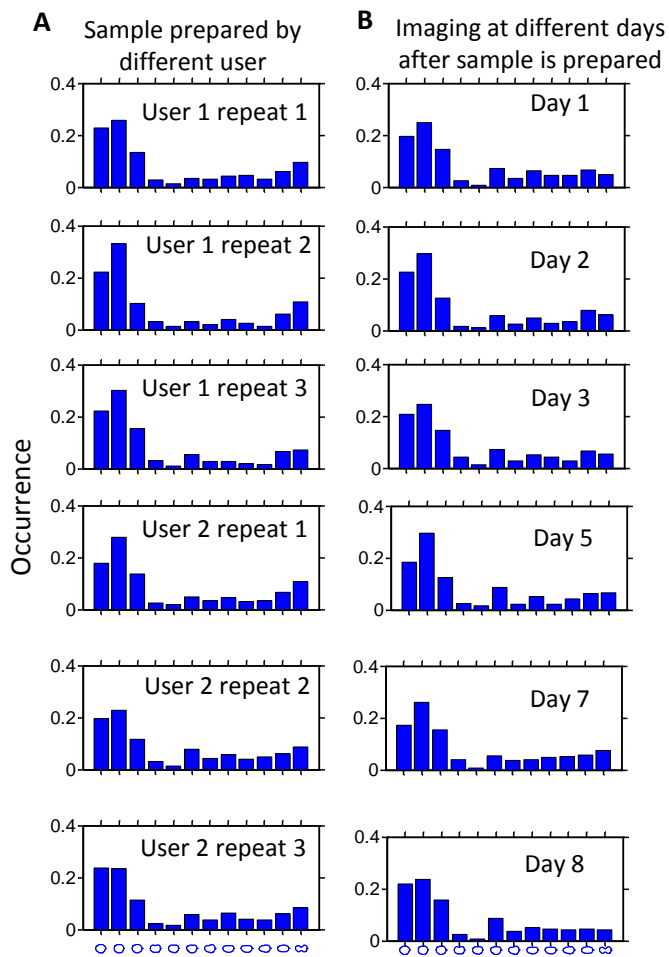 A
Sample prepared by
different user
B
Imaging at different days
after sample is prepared
Occurrence
0.4
0.2
0
User 1 repeat 1
0.4
0.2
0
User 1 repeat 2
0.4
0.2
0
User 1 repeat 3
0.4
0.2
0
User 2 repeat 1
0.4
0.2
0
User 2 repeat 2
0.4
0.2
0
User 2 repeat 3
0.4
0.2
0
Day 1
0.4
0.2
0
Day 2
0.4
0.2
0
Day 3
0.4
0.2
0
Day 5
0.4
0.2
0
Day 7
0.4
0.2
0
Day 8